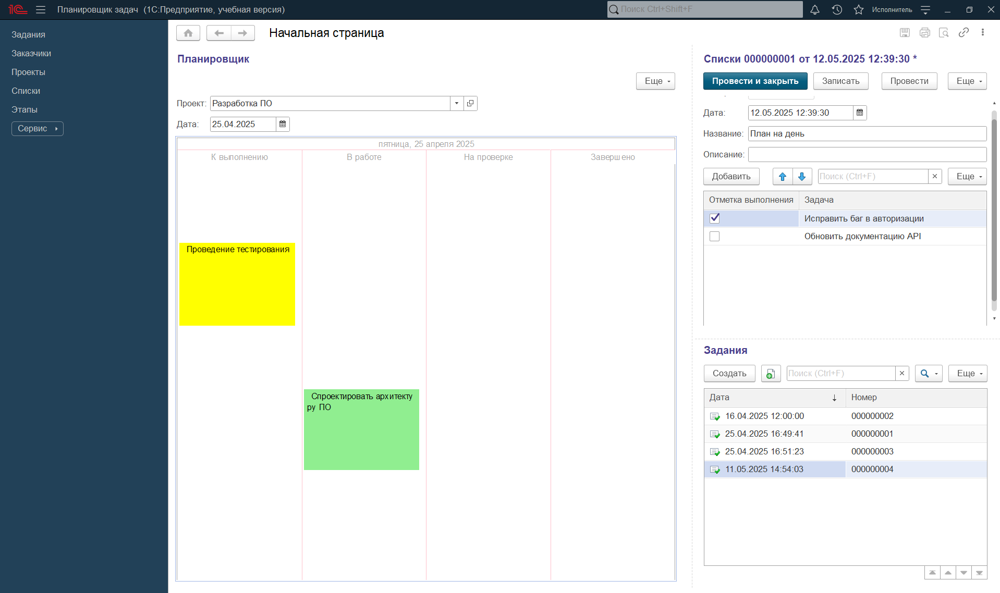 Планировщик задач (1С:Предприятие, учебная версия)
Поиск Ctrl+Shift+F
Исполнитель
Задания
Заказчики
Проекты
Списки
Этапы
Сервис
Начальная страница
Планировщик
Еще
Проект: Разработка ПО
Дата: 25.04.2025
пятница, 25 апреля 2025
К выполнению В работе На проверке Завершено
Проведение тестирования
Спроектировать архитекту
ру ПО
Списки 000000001 от 12.05.2025 12:39:30 *
Провести и закрыть Записать Провести Еще
Дата: 12.05.2025 12:39:30
Название: План на день
Описание:
Добавить Поиск (Ctrl+F) Еще
Отметка выполнения Задача
Исправить баг в авторизации
Обновить документацию API
Задания
Создать Поиск (Ctrl+F) Еще
Дата Номер
16.04.2025 12:00:00 000000002
25.04.2025 16:49:41 000000001
25.04.2025 16:51:23 000000003
11.05.2025 14:54:03 000000004